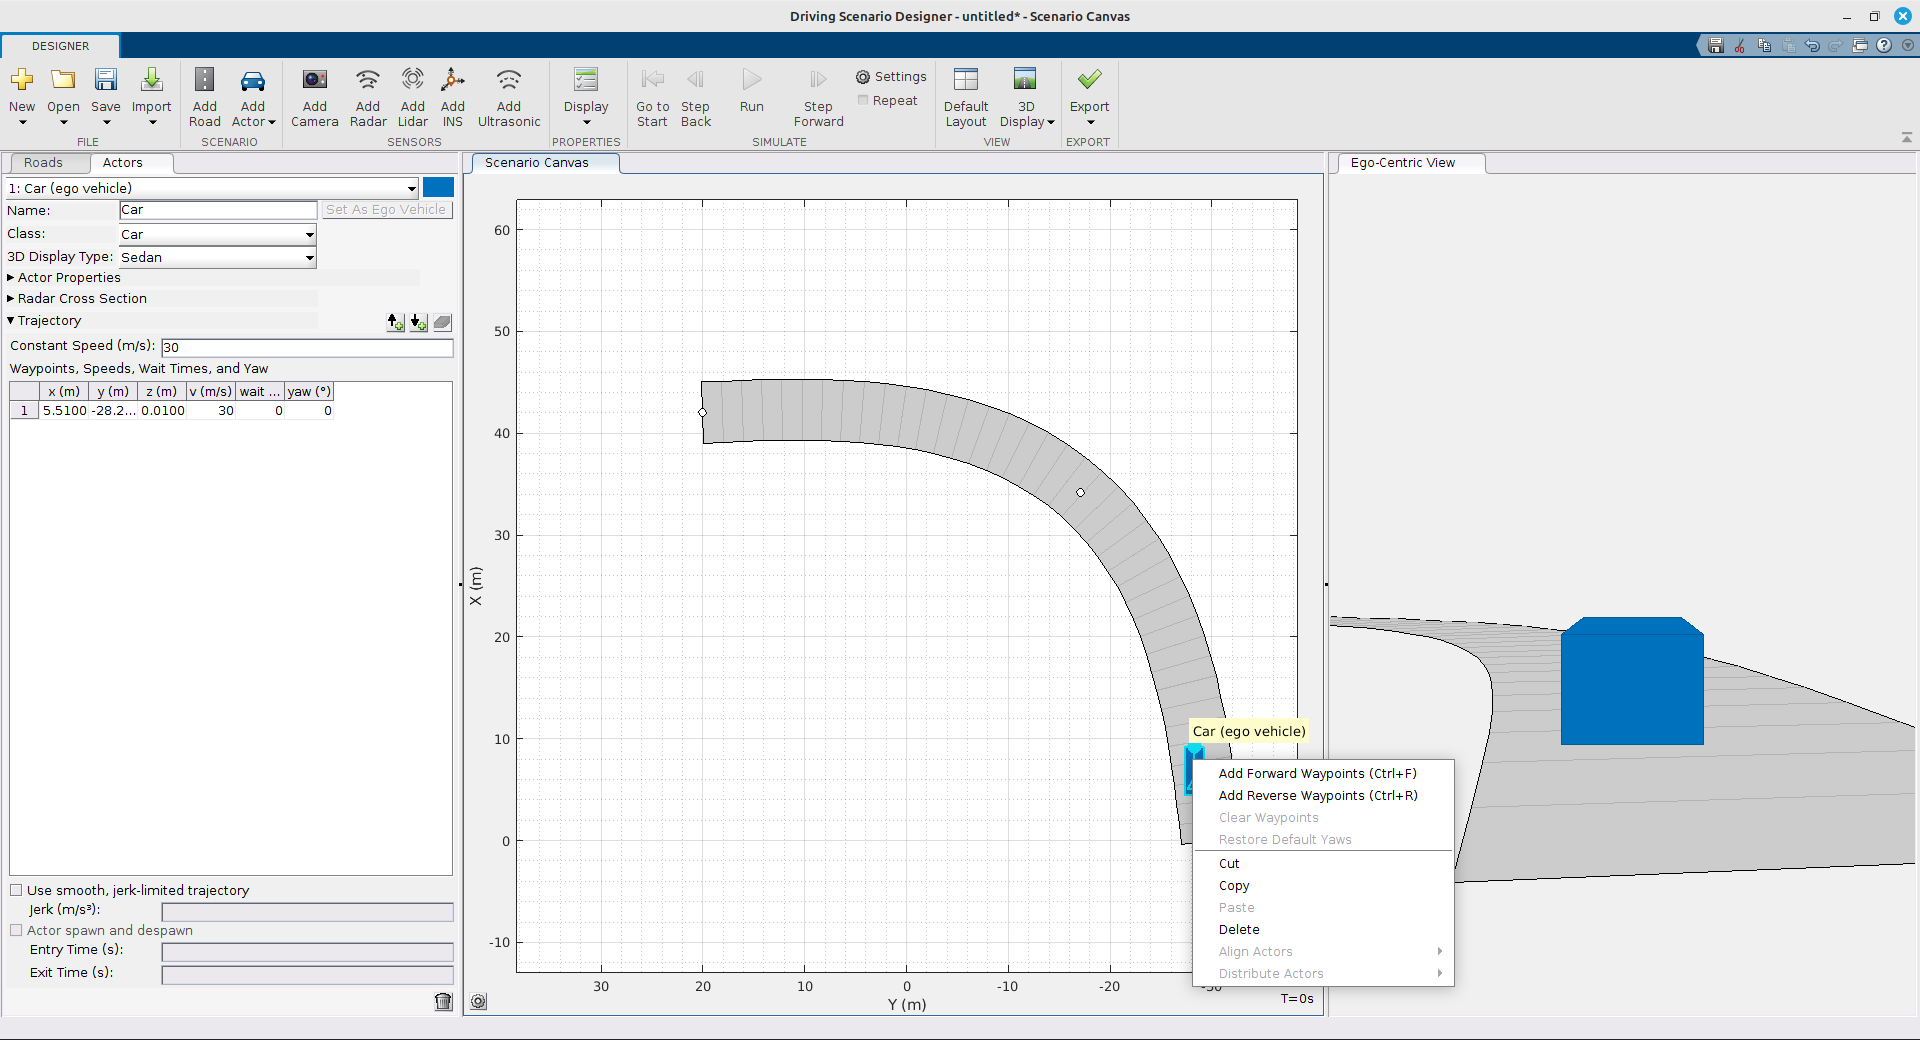 Driving Scenario Designer - untitled* - Scenario Canvas
DESIGNER
New
Open
Save
Import
Add Road
Add Actor
Add Camera
Add Radar
Add Lidar
Add INS
Add Ultrasonic
Display
Go to Start
Step Back
Run
Step Forward
Settings
Repeat
Default Layout
3D Display
Export
FILE
SCENARIO
SENSORS
PROPERTIES
SIMULATE
VIEW
EXPORT
Roads
Actors
1: Car (ego vehicle)
Name:
Car
Set As Ego Vehicle
Class:
Car
3D Display Type:
Sedan
Actor Properties
Radar Cross Section
Trajectory
Constant Speed (m/s):
30
Waypoints, Speeds, Wait Times, and Yaw
x (m) y (m) z (m) v (m/s) wait ... yaw (°)
1 5.5100 -28.2... 0.0100 30 0 0
Use smooth, jerk-limited trajectory
Jerk (m/s³):
Actor spawn and despawn
Entry Time (s):
Exit Time (s):
Scenario Canvas
60
50
40
30
20
10
0
-10
X (m)
30 20 10 0 -10 -20 -30
Y (m)
T=0s
Car (ego vehicle)
Add Forward Waypoints (Ctrl+F)
Add Reverse Waypoints (Ctrl+R)
Clear Waypoints
Restore Default Yaws
Cut
Copy
Paste
Delete
Align Actors
Distribute Actors
Ego-Centric View